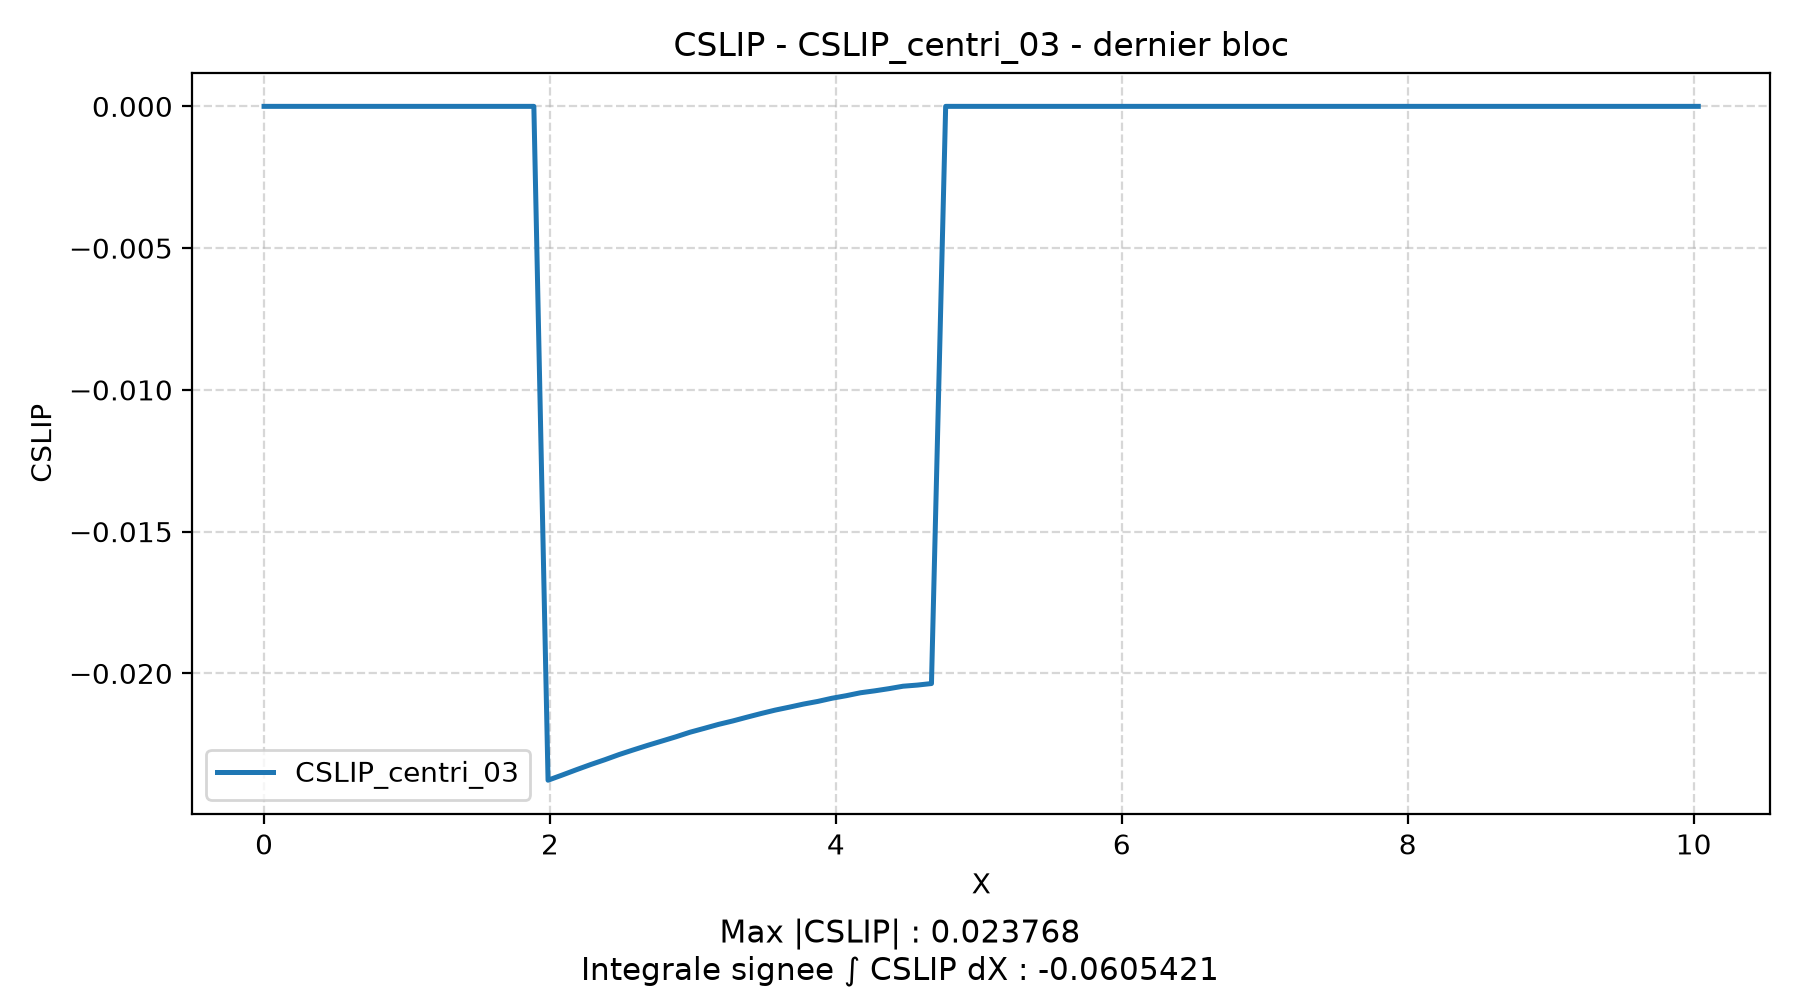 CSLIP - CSLIP_centri_03 - dernier bloc
0.000
−0.005
−0.010
−0.015
−0.020
CSLIP
CSLIP_centri_03
0 2 4 6 8 10
X
Max |CSLIP| : 0.023768
Integrale signee ∫ CSLIP dX : -0.0605421